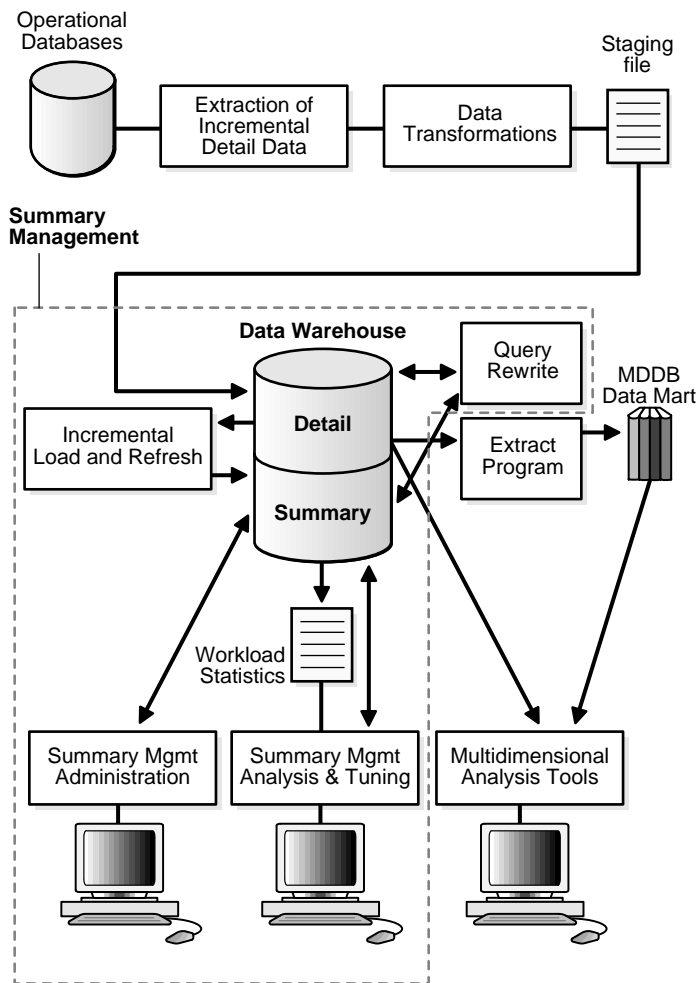 Operational
Databases
Extraction of
Incremental
Detail Data
Data
Transformations
Staging
file
Summary
Management
Data Warehouse
Detail
Summary
Query
Rewrite
MDDB
Data Mart
Incremental
Load and Refresh
Extract
Program
Workload
Statistics
Summary Mgmt
Administration
Summary Mgmt
Analysis & Tuning
Multidimensional
Analysis Tools